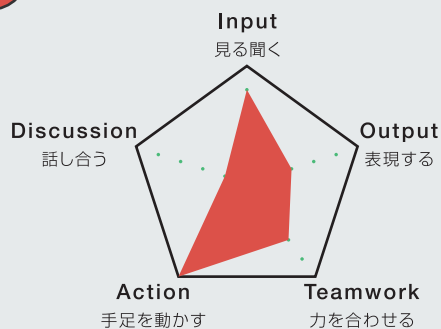 Input
見る聞く
Discussion
話し合う
Output
表現する
Action
手足を動かす
Teamwork
力を合わせる